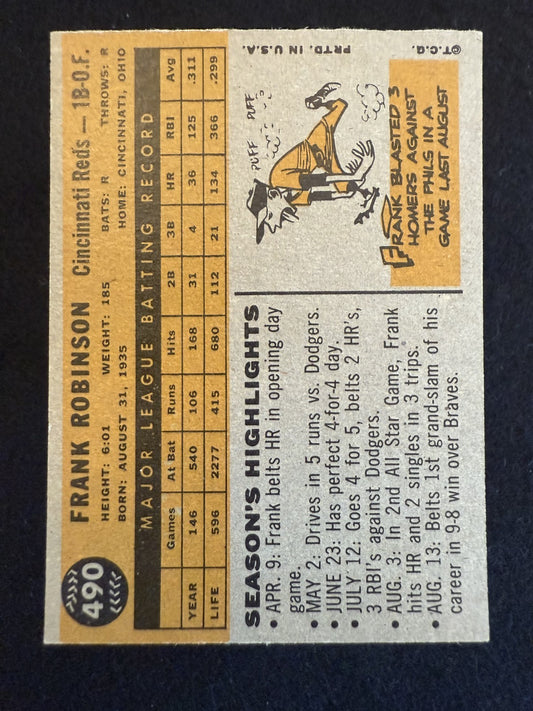 490
FRANK ROBINSON Cincinnati Reds — 1B-O.F.
HEIGHT: 6:01 WEIGHT: 185 BATS: R THROWS: R
BORN: AUGUST 31, 1935 HOME: CINCINNATI, OHIO
MAJOR LEAGUE BATTING RECORD
Games At Bat Runs Hits 2B 3B HR RBI Avg
YEAR 146 540 106 168 31 4 36 125 .311
LIFE 596 2277 415 680 112 21 134 366 .299
SEASON'S HIGHLIGHTS
• APR. 9: Frank belts HR in opening day
game.
• MAY 2: Drives in 5 runs vs. Dodgers.
• JUNE 23: Has perfect 4-for-4 day.
• JULY 12: Goes 4 for 5, belts 2 HR's,
3 RBI's against Dodgers.
• AUG. 3: In 2nd All Star Game, Frank
hits HR and 2 singles in 3 trips.
• AUG. 13: Belts 1st grand-slam of his
career in 9-8 win over Braves.
PRTD. IN U.S.A.
©T.C.G.
PUFF PUFF
FRANK BLASTED 3
HOMERS AGAINST
THE PHILS IN A
GAME LAST AUGUST